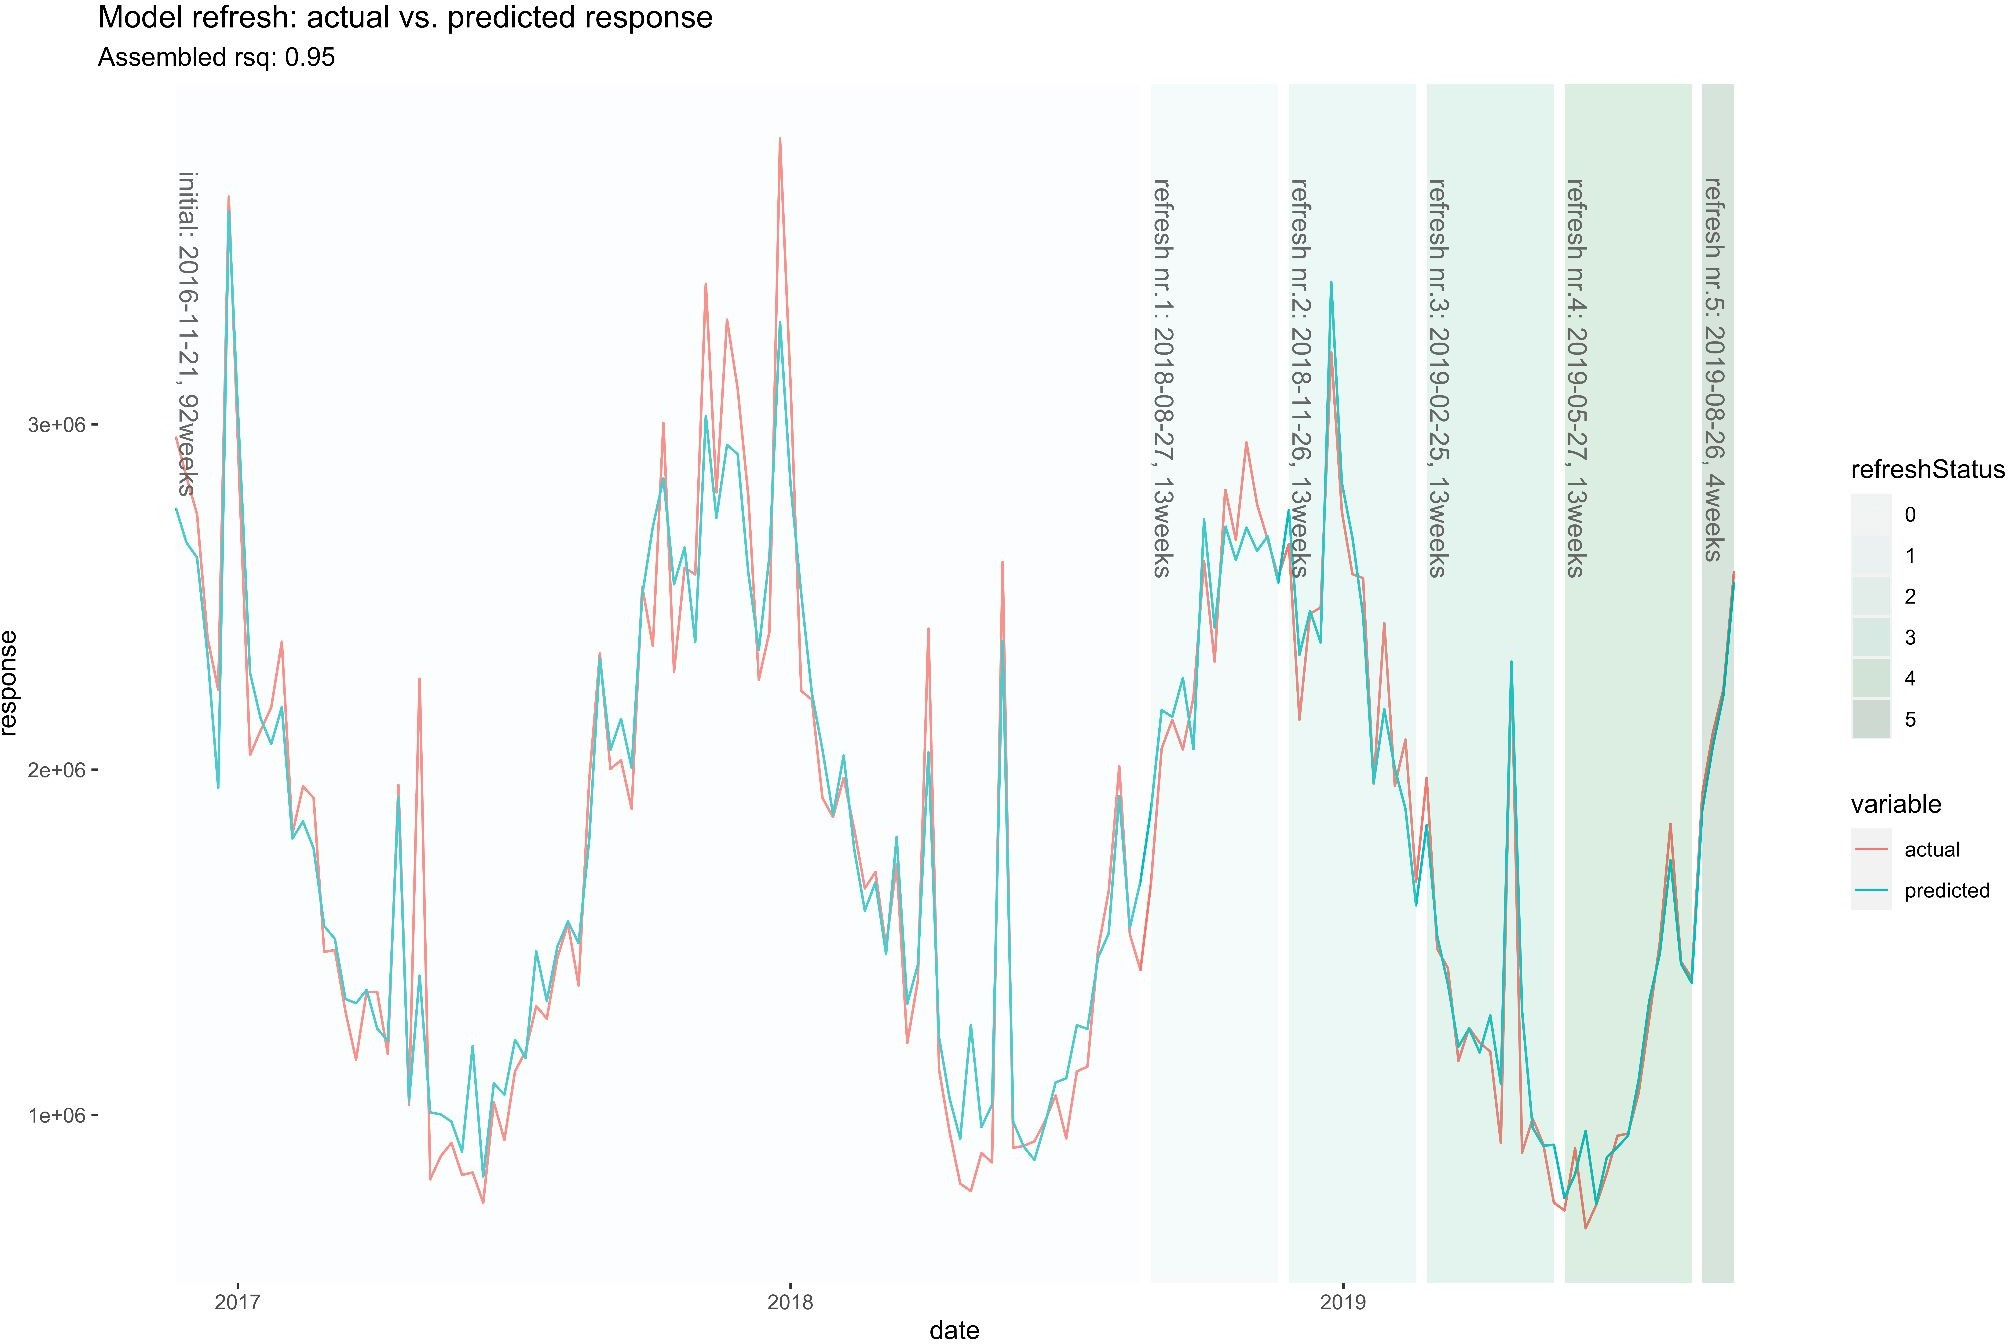 Model refresh: actual vs. predicted response
Assembled rsq: 0.95
initial: 2016-11-21, 92weeks
refresh nr.1: 2018-08-27, 13weeks
refresh nr.2: 2018-11-26, 13weeks
refresh nr.3: 2019-02-25, 13weeks
refresh nr.4: 2019-05-27, 13weeks
refresh nr.5: 2019-08-26, 4weeks
3e+06
2e+06
1e+06
response
2017
2018
2019
date
refreshStatus
0
1
2
3
4
5
variable
actual
predicted